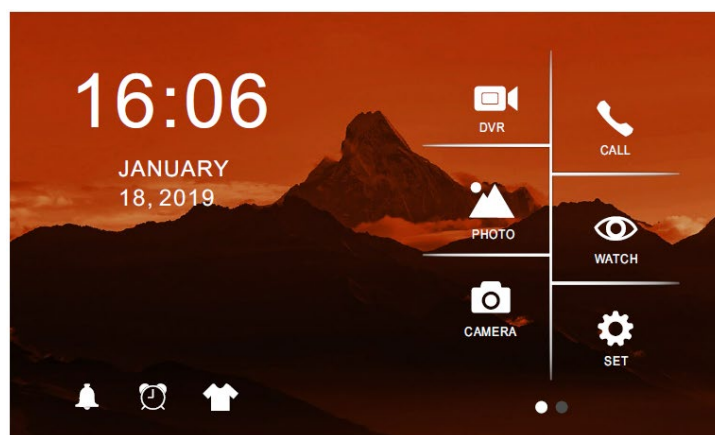 16:06
JANUARY
18, 2019
DVR
CALL
PHOTO
WATCH
CAMERA
SET